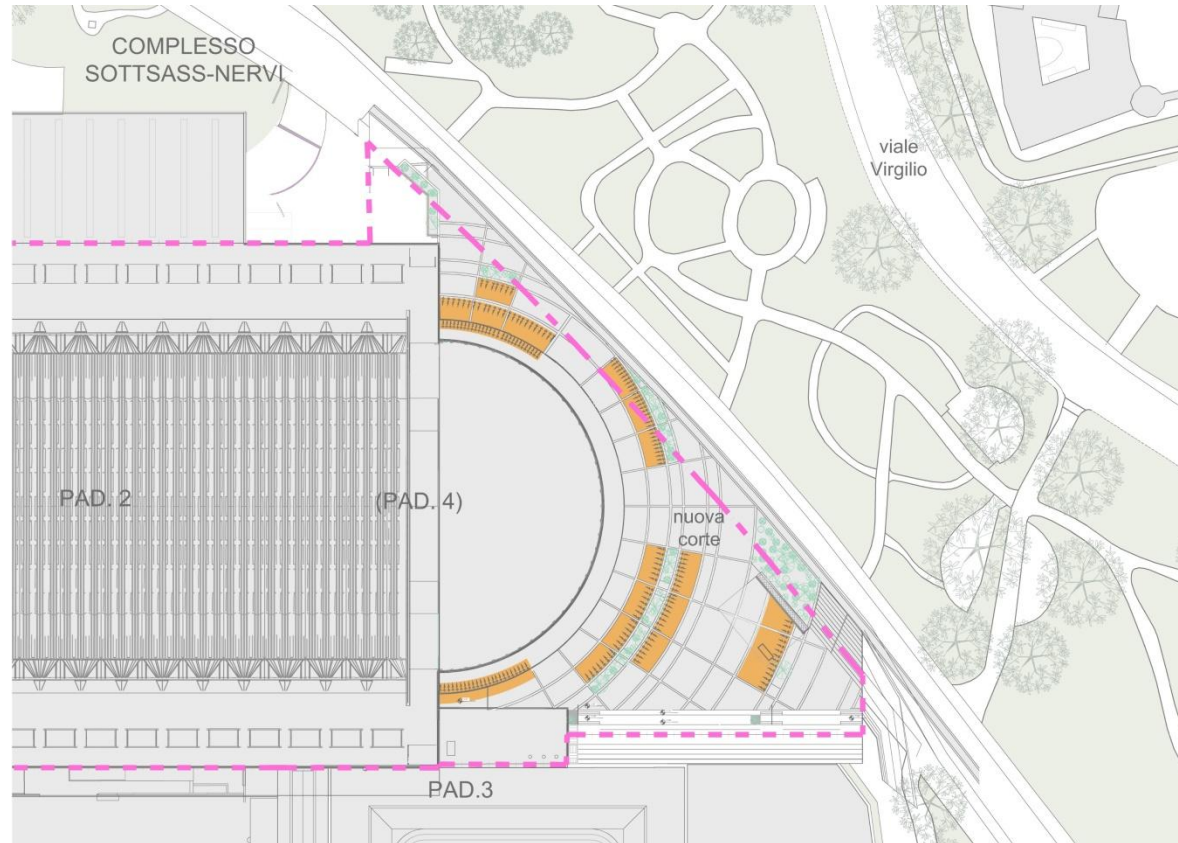 COMPLESSO
SOTTSASS-NERVI
viale
Virgilio
PAD. 2
(PAD. 4)
nuova
corte
PAD.3